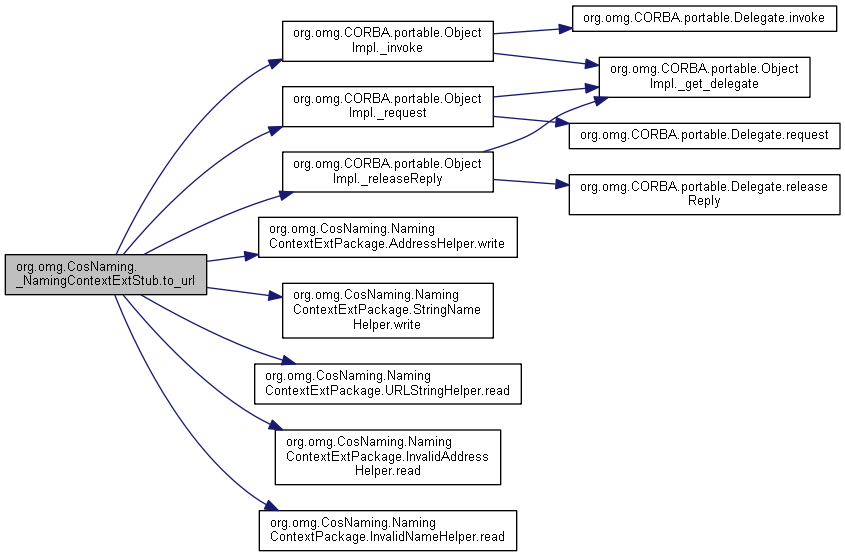 org.omg.CORBA.portable.Object
Impl._invoke
org.omg.CORBA.portable.Delegate.invoke
org.omg.CORBA.portable.Object
Impl._get_delegate
org.omg.CORBA.portable.Object
Impl._request
org.omg.CORBA.portable.Delegate.request
org.omg.CORBA.portable.Object
Impl._releaseReply
org.omg.CORBA.portable.Delegate.release
Reply
org.omg.CosNaming.Naming
ContextExtPackage.AddressHelper.write
org.omg.CosNaming.
_NamingContextExtStub.to_url
org.omg.CosNaming.Naming
ContextExtPackage.StringName
Helper.write
org.omg.CosNaming.Naming
ContextExtPackage.URLStringHelper.read
org.omg.CosNaming.Naming
ContextExtPackage.InvalidAddress
Helper.read
org.omg.CosNaming.Naming
ContextPackage.InvalidNameHelper.read